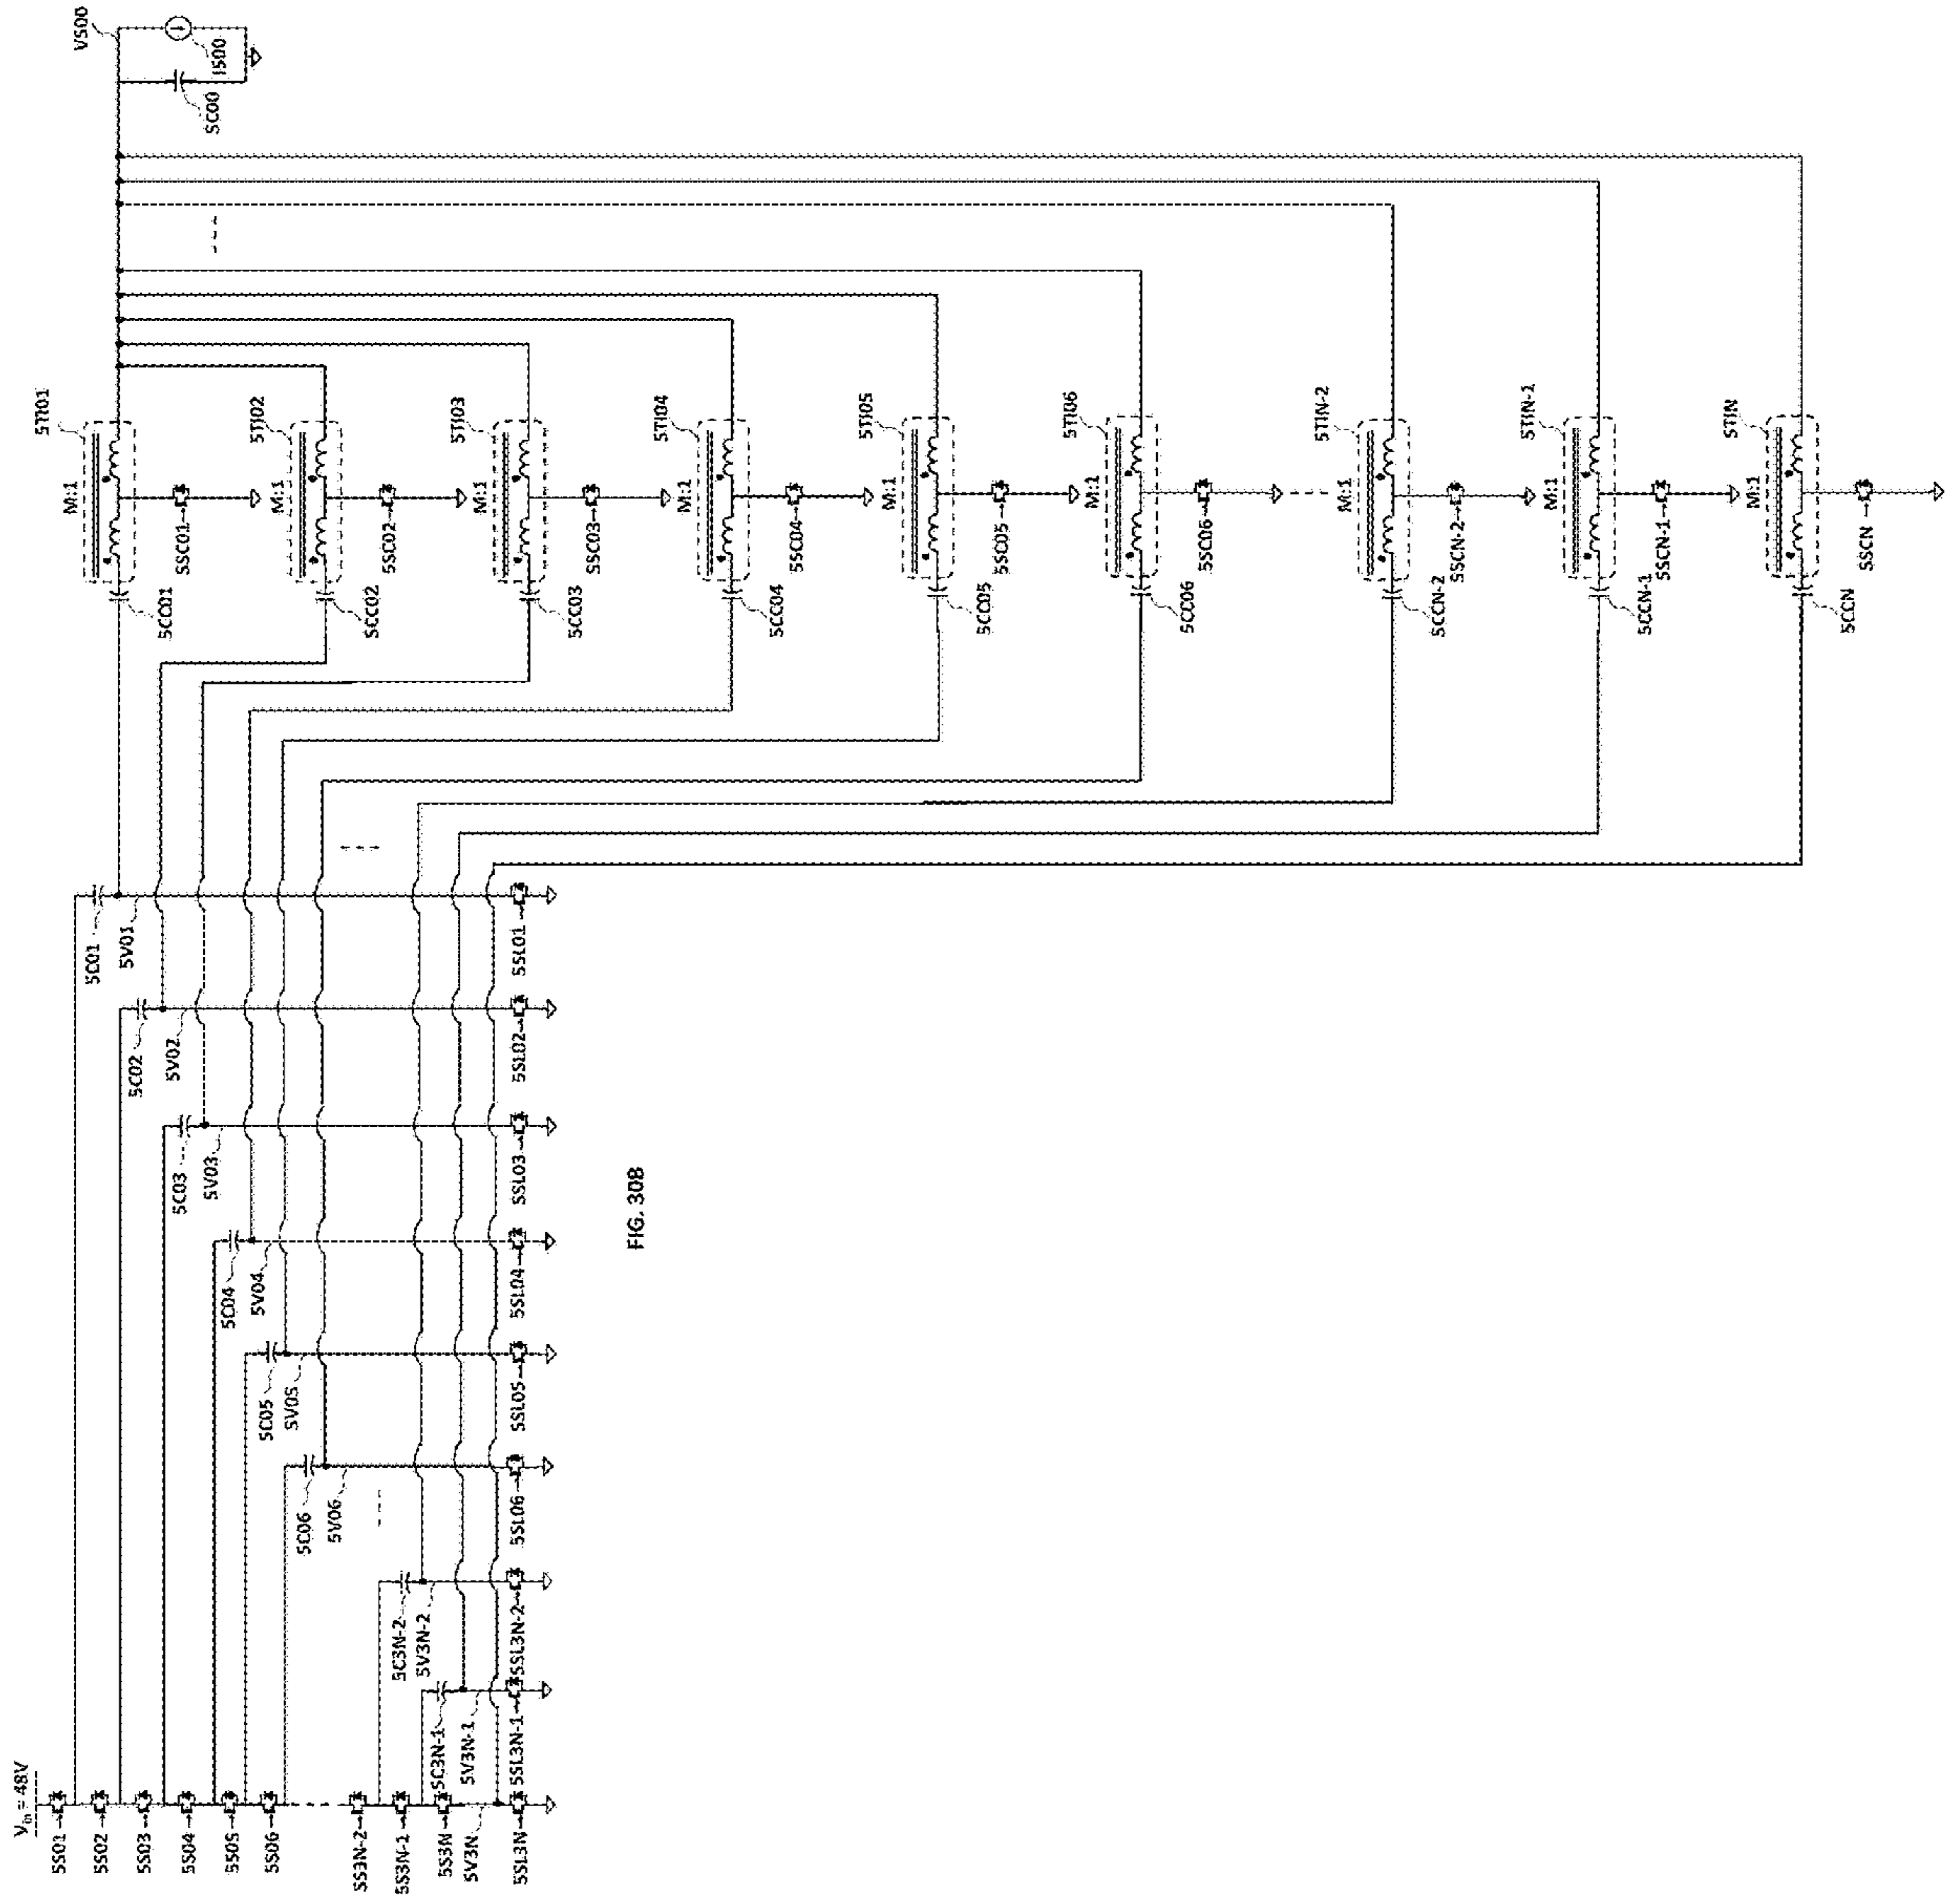 V_in = 48V
5S01
5S02
5S03
5S04
5S05
5S06
5S3N-2
5S3N-1
5S3N
5V3N
5SL3N
5C01
5V01
5SL01
5C02
5V02
5SL02
5C03
5V03
5SL03
5C04
5V04
5SL04
5C05
5V05
5SL05
5C06
5V06
5SL06
5C3N-2
5V3N-2
5SL3N-2
5C3N-1
5V3N-1
5SL3N-1
5TI01
M:1
5CC01
5SC01
5TI02
M:1
5CC02
5SC02
5TI03
M:1
5CC03
5SC03
5TI04
M:1
5CC04
5SC04
5TI05
M:1
5CC05
5SC05
5TI06
M:1
5CC06
5SC06
5TIN-2
M:1
5CCN-2
5SCN-2
5TIN-1
M:1
5CCN-1
5SCN-1
5TIN
M:1
5CCN
5SCN
V500
I500
5C00
FIG. 30B